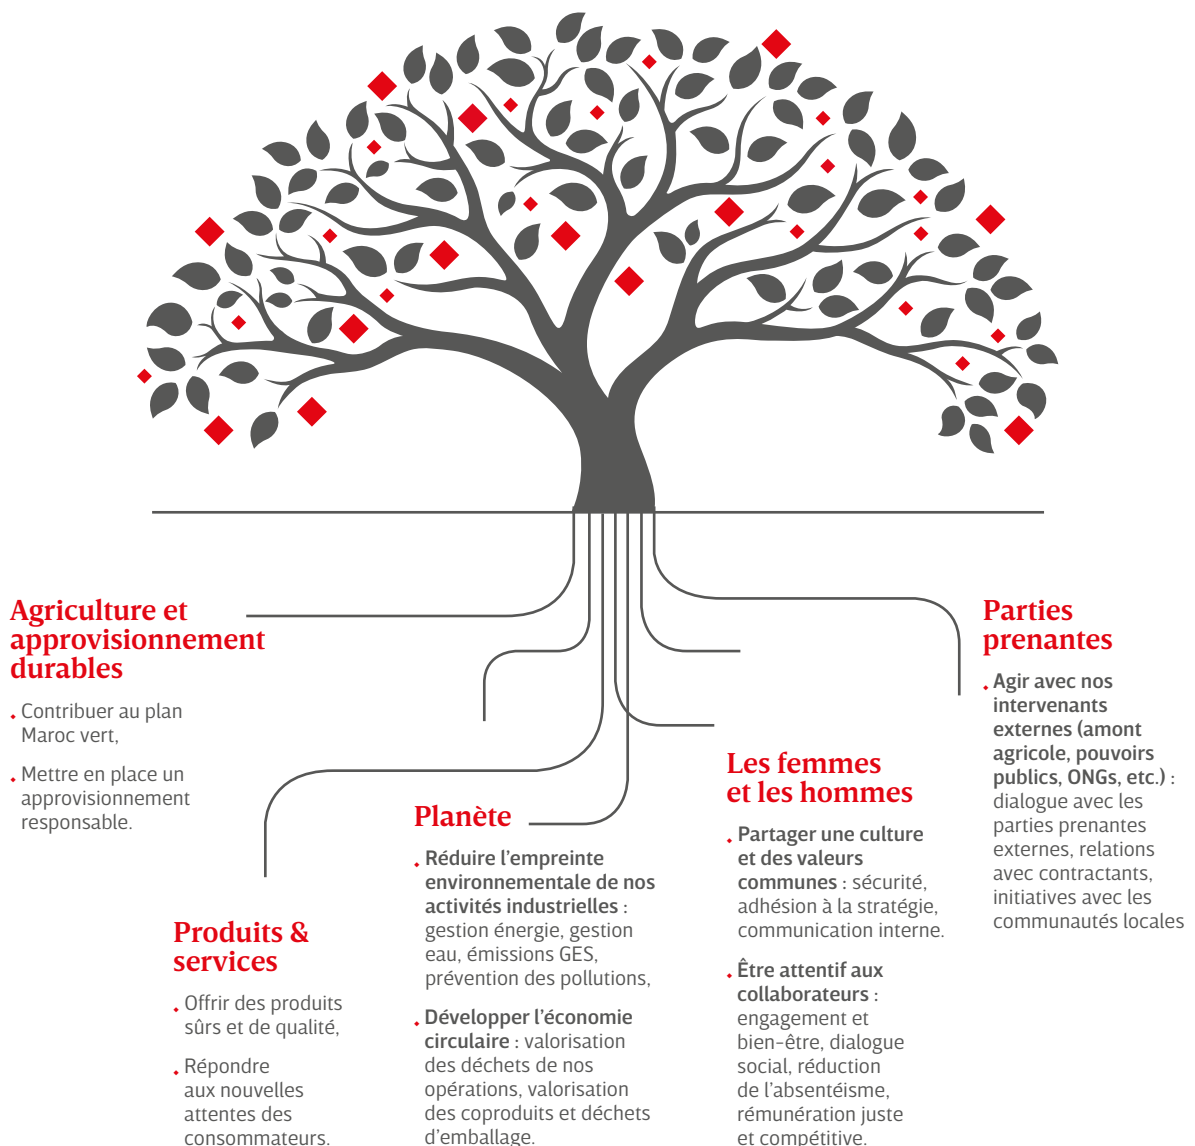 Agriculture et
approvisionnement
durables
Contribuer au plan
Maroc vert,
Mettre en place un
approvisionnement
responsable.
Produits &
services
Offrir des produits
sûrs et de qualité,
Répondre
aux nouvelles
attentes des
consommateurs.
Planète
Réduire l’empreinte
environnementale de nos
activités industrielles :
gestion énergie, gestion
eau, émissions GES,
prévention des pollutions,
Développer l’économie
circulaire : valorisation
des déchets de nos
opérations, valorisation
des coproduits et déchets
d’emballage.
Les femmes
et les hommes
Partager une culture
et des valeurs
communes : sécurité,
adhésion à la stratégie,
communication interne.
Être attentif aux
collaborateurs :
engagement et
bien-être, dialogue
social, réduction
de l’absentéisme,
rémunération juste
et compétitive.
Parties
prenantes
Agir avec nos
intervenants
externes (amont
agricole, pouvoirs
publics, ONGs, etc.) :
dialogue avec les
parties prenantes
externes, relations
avec contractants,
initiatives avec les
communautés locales